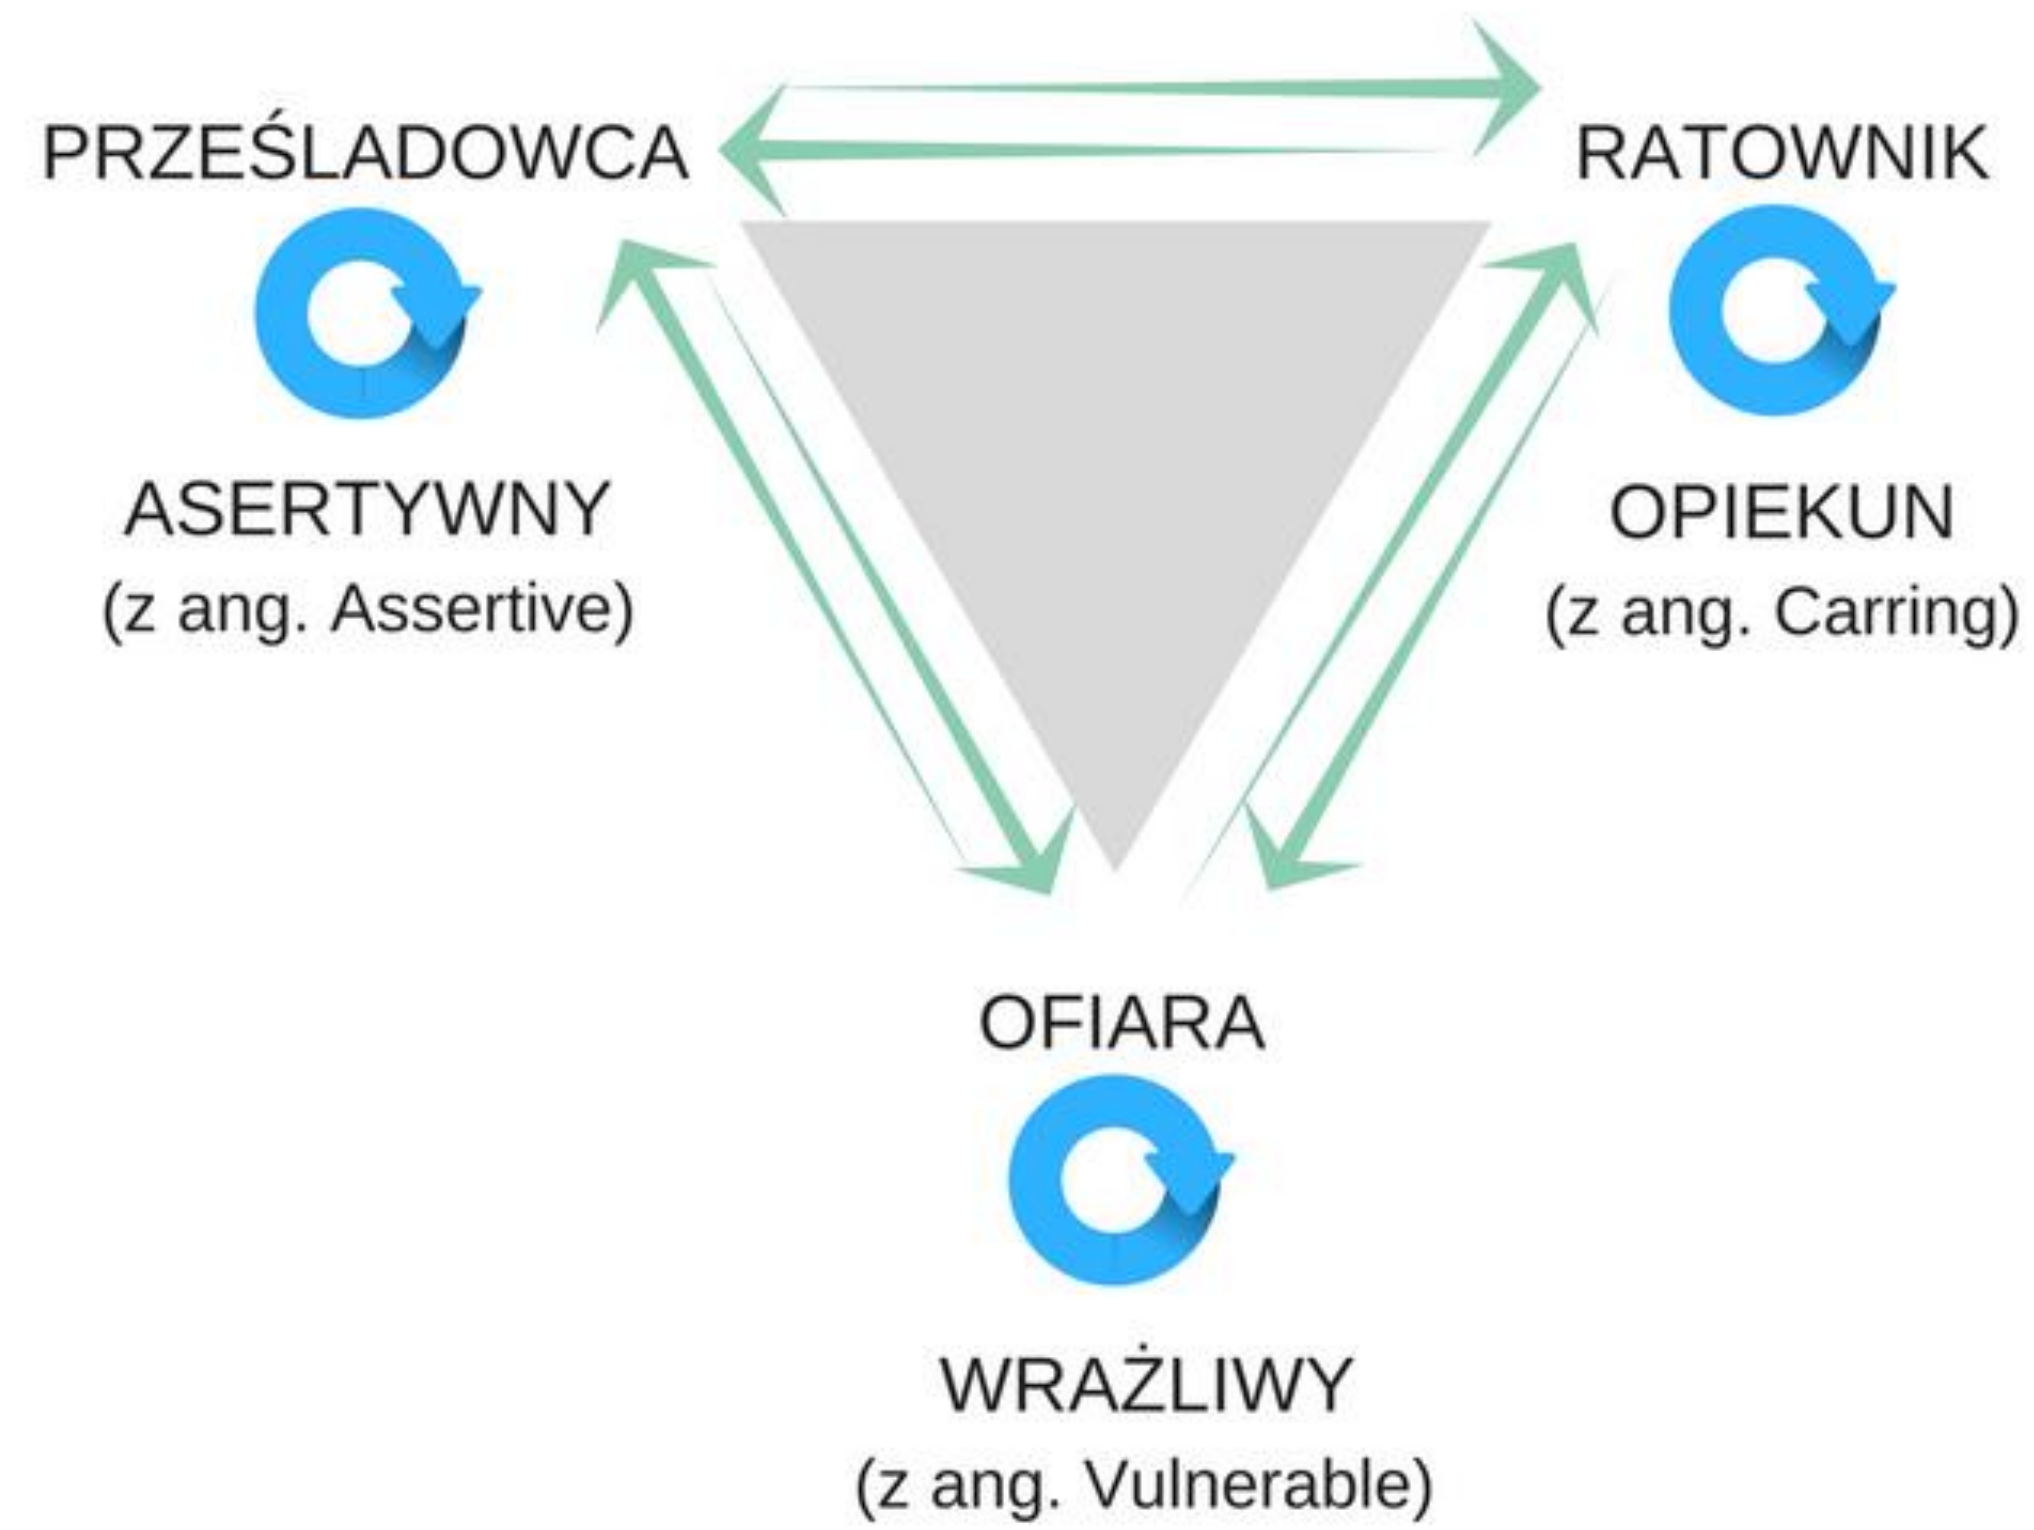 PRZEŚLADOWCA
RATOWNIK
ASERTYWNY
(z ang. Assertive)
OPIEKUN
(z ang. Carring)
OFIARA
WRAŻLIWY
(z ang. Vulnerable)